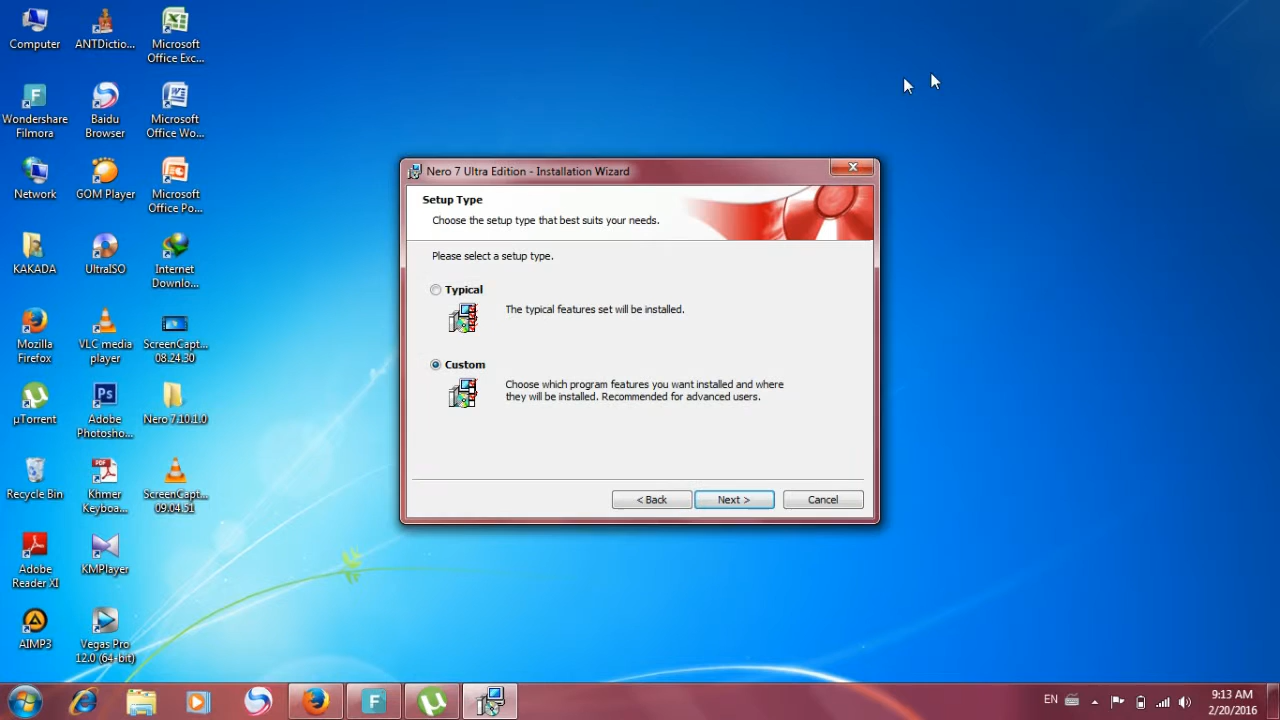 Computer
ANTDictio...
Microsoft
Office Exc...
Wondershare
Filmora
Baidu
Browser
Microsoft
Office Wo...
Network
GOM Player
Microsoft
Office Po...
KAKADA
UltraISO
Internet
Downlo...
Mozilla
Firefox
VLC media
player
ScreenCapt...
08.24.30
µTorrent
Adobe
Photosho...
Nero 7.10.1.0
Recycle Bin
Khmer
Keyboa...
ScreenCapt...
09.04.51
Adobe
Reader XI
KMPlayer
AIMP3
Vegas Pro
12.0 (64-bit)
Nero 7 Ultra Edition - Installation Wizard
Setup Type
Choose the setup type that best suits your needs.
Please select a setup type.
Typical
The typical features set will be installed.
Custom
Choose which program features you want installed and where
they will be installed. Recommended for advanced users.
< Back
Next >
Cancel
EN
9:13 AM
2/20/2016